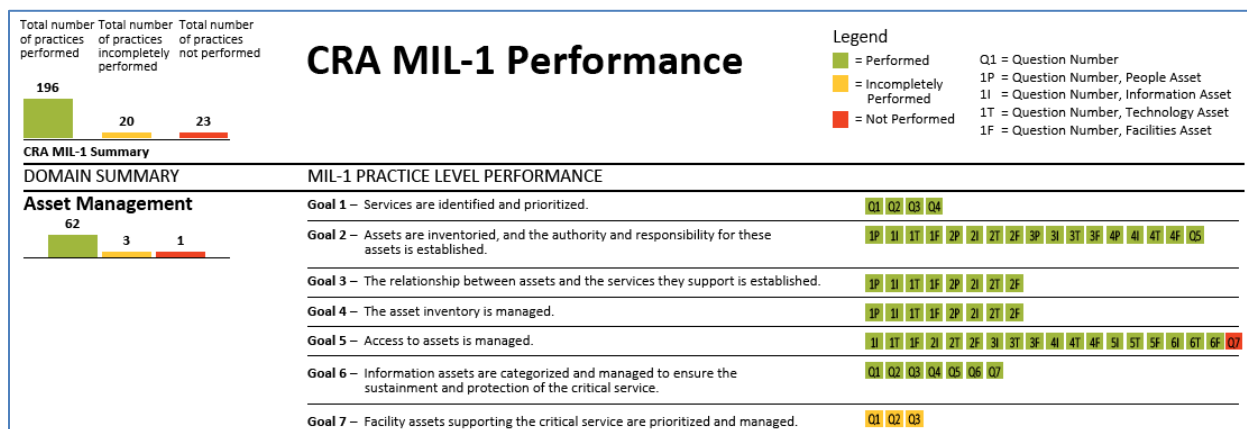 Total number of practices performed
Total number of practices incompletely performed
Total number of practices not performed
196
20
23
CRA MIL-1 Summary
CRA MIL-1 Performance
Legend
= Performed
= Incompletely Performed
= Not Performed
Q1 = Question Number
1P = Question Number, People Asset
1I = Question Number, Information Asset
1T = Question Number, Technology Asset
1F = Question Number, Facilities Asset
DOMAIN SUMMARY
MIL-1 PRACTICE LEVEL PERFORMANCE
Asset Management
62
3
1
Goal 1 – Services are identified and prioritized.
Q1 Q2 Q3 Q4
Goal 2 – Assets are inventoried, and the authority and responsibility for these
assets is established.
1P 1I 1T 1F 2P 2I 2T 2F 3P 3I 3T 3F 4P 4I 4T 4F Q5
Goal 3 – The relationship between assets and the services they support is established.
1P 1I 1T 1F 2P 2I 2T 2F
Goal 4 – The asset inventory is managed.
1P 1I 1T 1F 2P 2I 2T 2F
Goal 5 – Access to assets is managed.
1I 1T 1F 2I 2T 2F 3I 3T 3F 4I 4T 4F 5I 5T 5F 6I 6T 6F Q7
Goal 6 – Information assets are categorized and managed to ensure the
sustainment and protection of the critical service.
Q1 Q2 Q3 Q4 Q5 Q6 Q7
Goal 7 – Facility assets supporting the critical service are prioritized and managed.
Q1 Q2 Q3